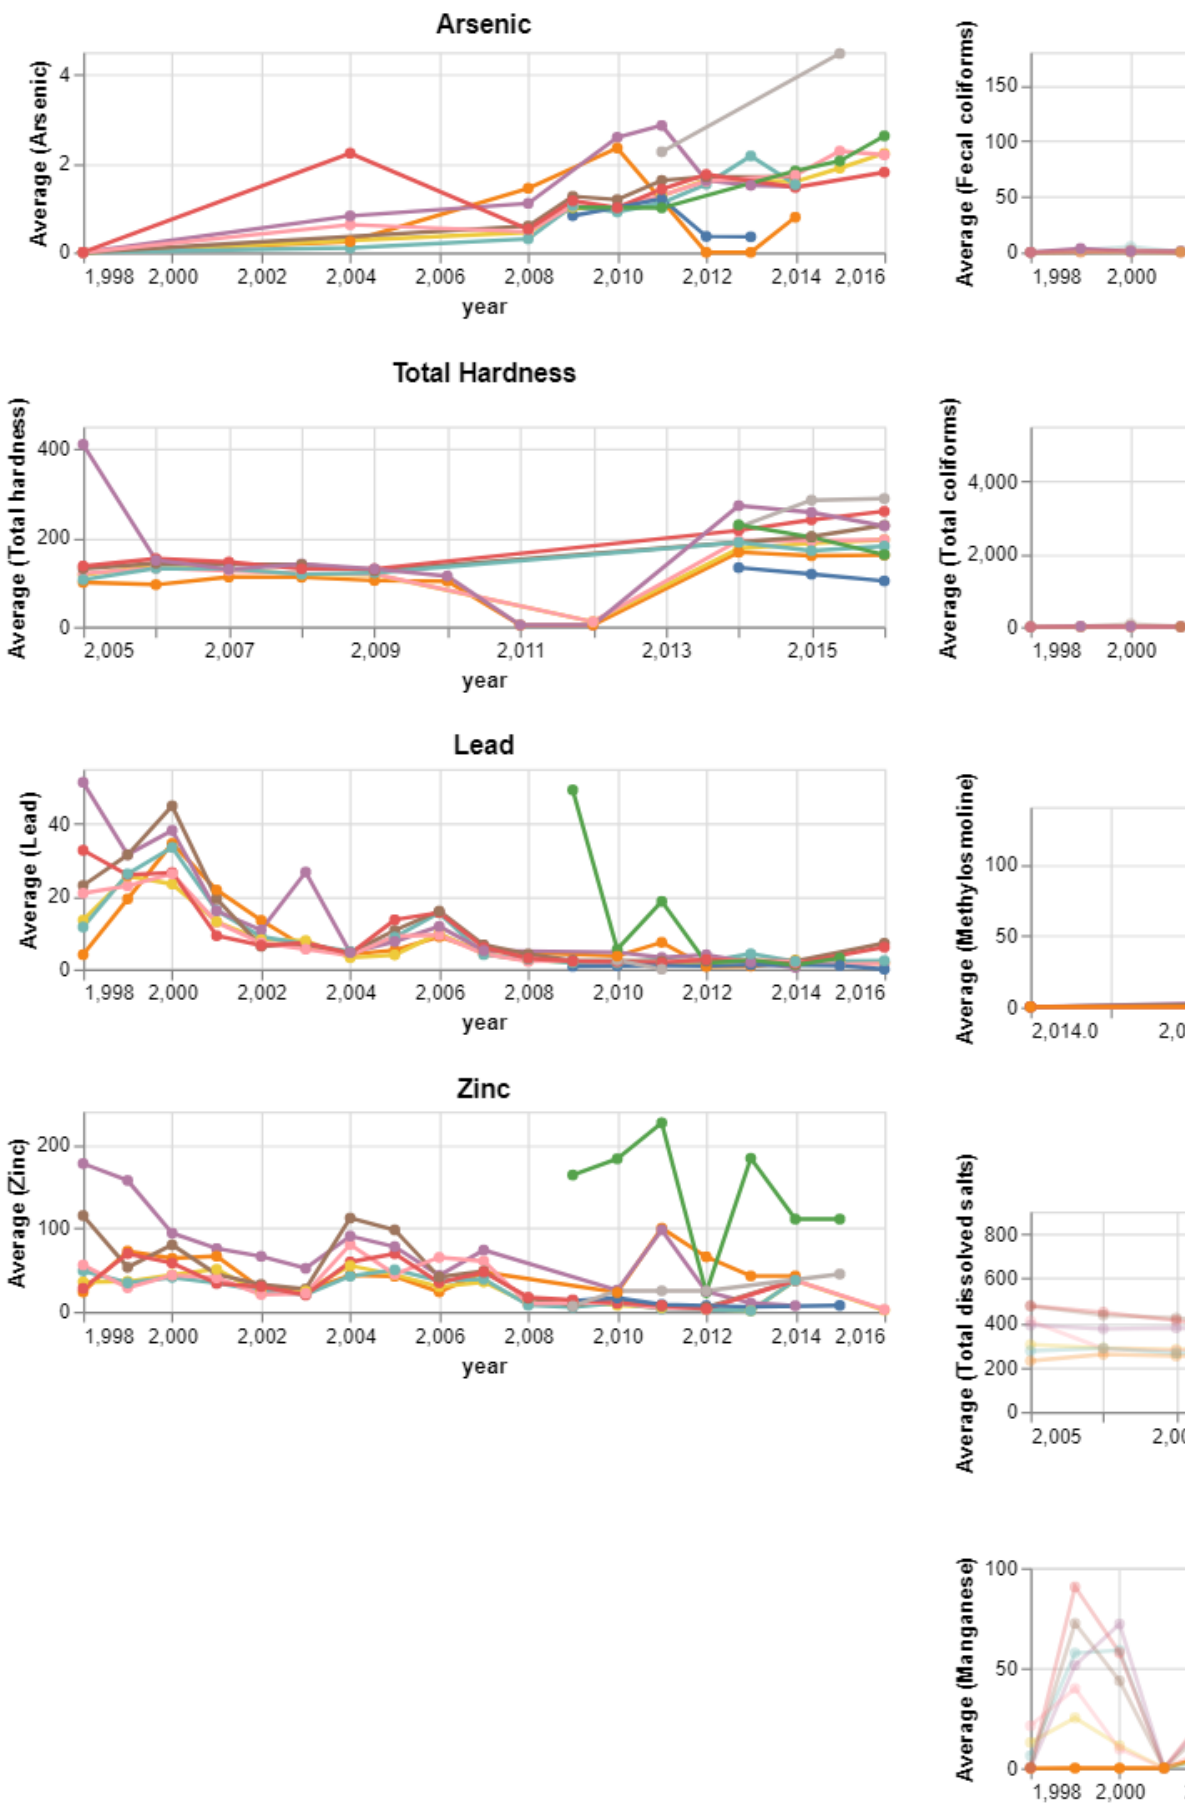 Arsenic
Average (Arsenic)
4
2
0
1,998 2,000 2,002 2,004 2,006 2,008 2,010 2,012 2,014 2,016
year
Total Hardness
Average (Total hardness)
400
200
0
2,005 2,007 2,009 2,011 2,013 2,015
year
Lead
Average (Lead)
40
20
0
1,998 2,000 2,002 2,004 2,006 2,008 2,010 2,012 2,014 2,016
year
Zinc
Average (Zinc)
200
100
0
1,998 2,000 2,002 2,004 2,006 2,008 2,010 2,012 2,014 2,016
year
Average (Fecal coliforms)
150
100
50
0
1,998 2,000
Average (Total coliforms)
4,000
2,000
0
1,998 2,000
Average (Methylosmoline)
100
50
0
2,014.0 2,0
Average (Total dissolved salts)
800
600
400
200
0
2,005 2,00
Average (Manganese)
100
50
0
1,998 2,000